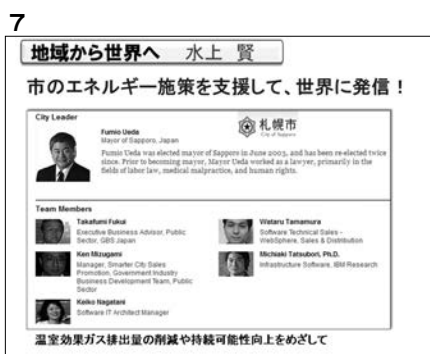 7
地域から世界へ 水上 賢
市のエネルギー施策を支援して、世界に発信！
City Leader
札幌市
City of Sapporo
Fumio Ueda
Mayor of Sapporo, Japan
Fumio Ueda was elected mayor of Sapporo in June 2003, and has been re-elected twice
since. Prior to becoming mayor, Mayor Ueda worked as a lawyer, primarily in the
fields of labor law, medical malpractice, and human rights.
Team Members
Takafumi Fukui
Executive Business Advisor, Public
Sector, GBS Japan
Wataru Tamamura
Software Technical Sales -
WebSphere, Sales & Distribution
Ken Mizugami
Manager, Smarter City Sales
Promotion, Government Industry
Business Development Team, Public
Sector
Michiaki Tatsubori, Ph.D.
Infrastructure Software, IBM Research
Keiko Nagatani
Software IT Architect Manager
温室効果ガス排出量の削減や持続可能性向上をめざして